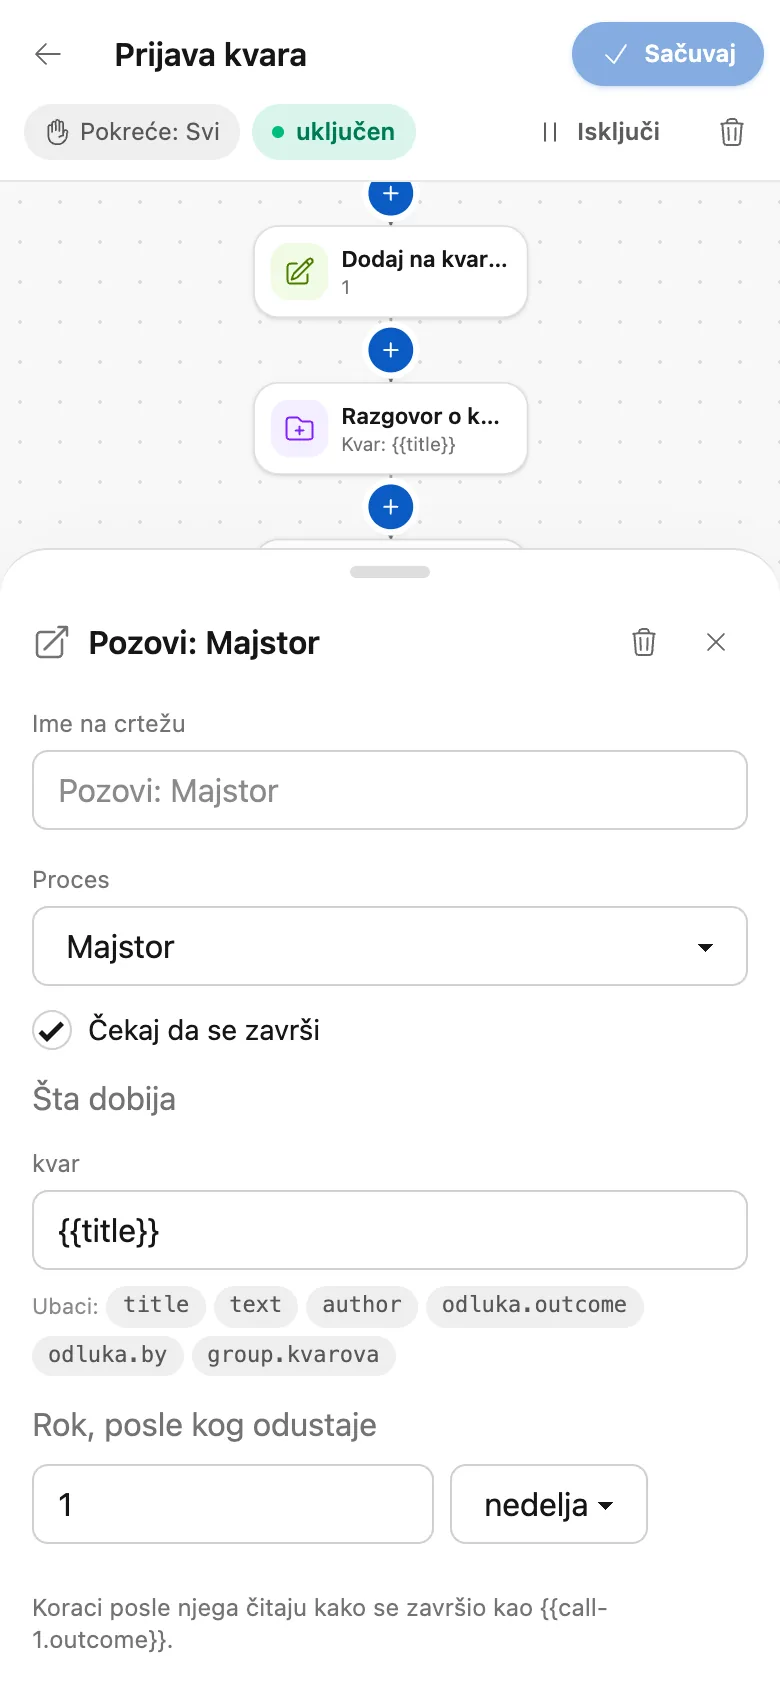 Prijava kvara
Sačuvaj
Pokreće: Svi
uključen
Isključi
Dodaj na kvar...
1
Razgovor o k...
Kvar: {{title}}
Pozovi: Majstor
Ime na crtežu
Pozovi: Majstor
Proces
Majstor
Čekaj da se završi
Šta dobija
kvar
{{title}}
Ubaci: title text author odluka.outcome
odluka.by group.kvarova
Rok, posle kog odustaje
1 nedelja
Koraci posle njega čitaju kako se završio kao {{call-
1.outcome}}.